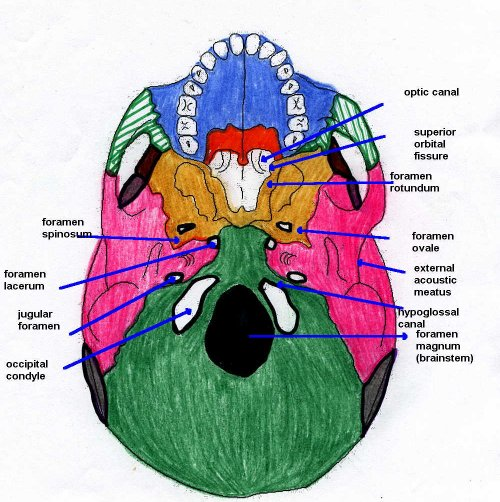 optic canal
superior
orbital
fissure
foramen
rotundum
foramen
spinosum
foramen
ovale
foramen
lacerum
external
acoustic
meatus
jugular
foramen
hypoglossal
canal
foramen
magnum
(brainstem)
occipital
condyle